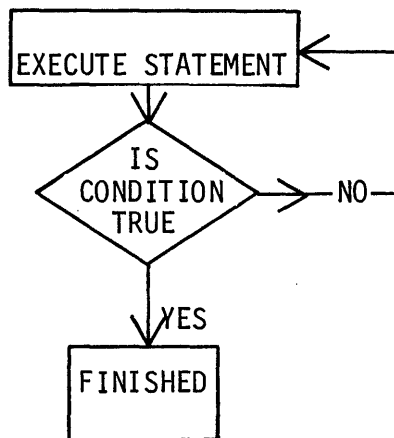 EXECUTE STATEMENT
IS
CONDITION
TRUE
NO
YES
FINISHED